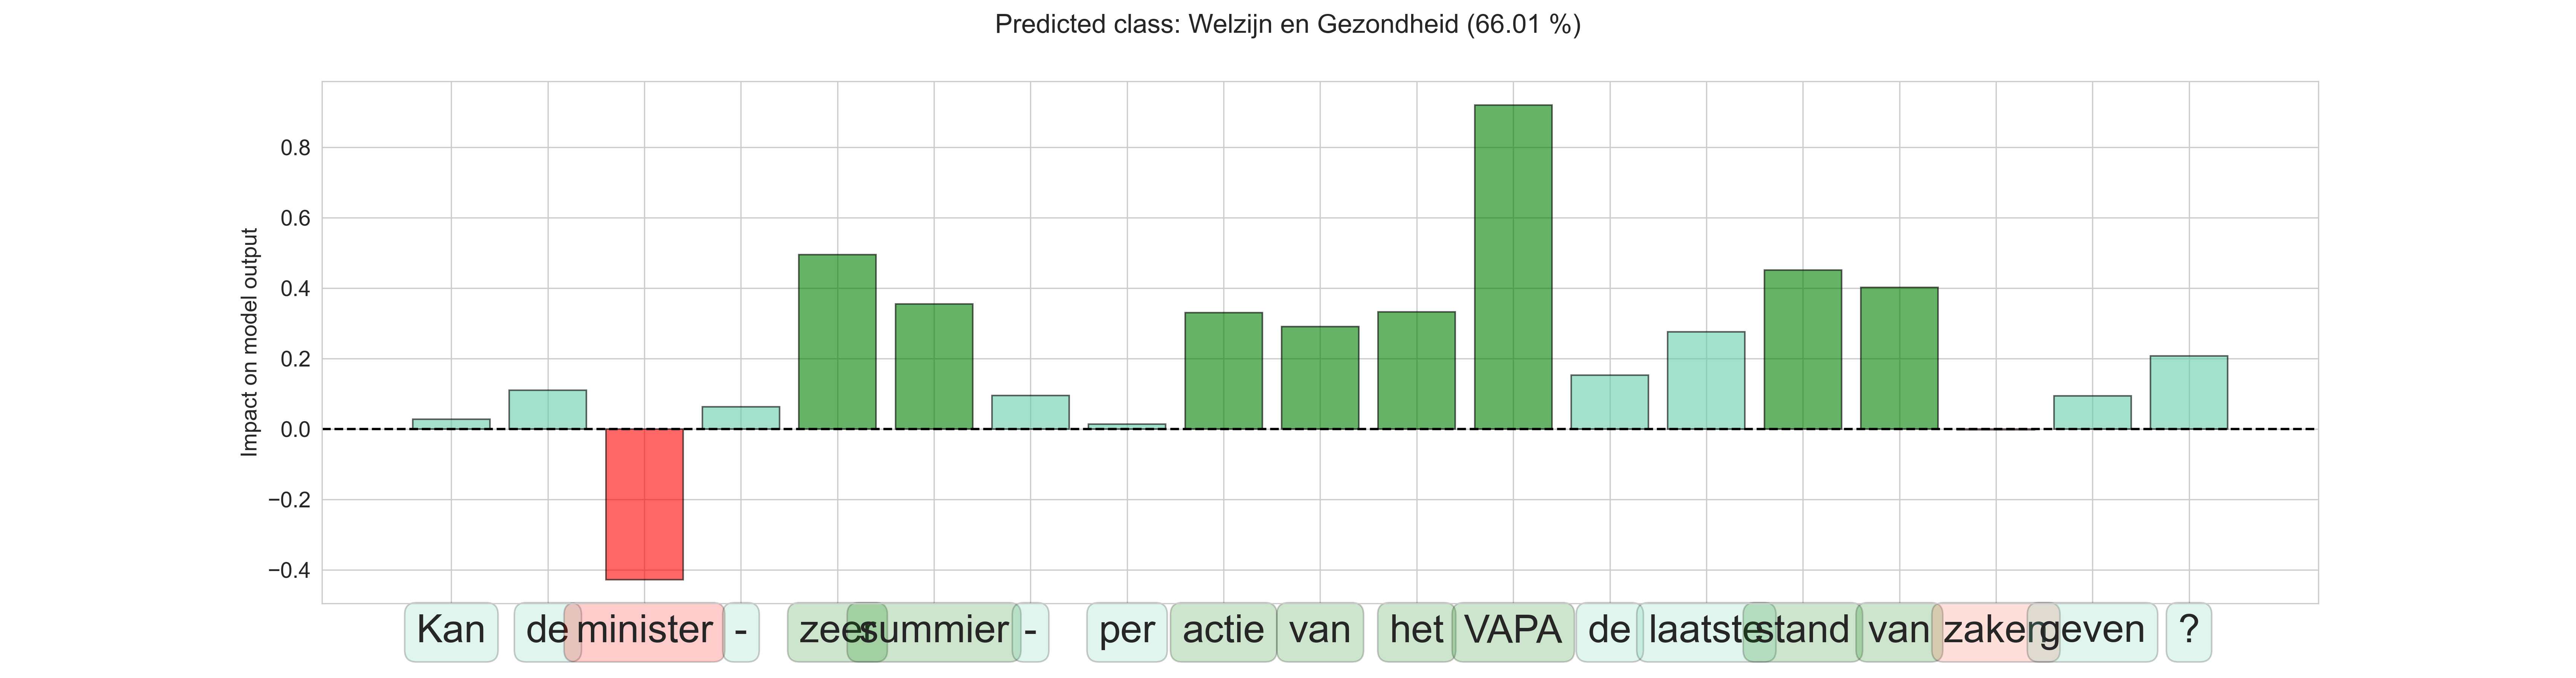 Predicted class: Welzijn en Gezondheid (66.01 %)
Impact on model output
0.8
0.6
0.4
0.2
0.0
−0.2
−0.4
Kan de minister - zeer summier - per actie van het VAPA de laatste stand van zaken geven ?